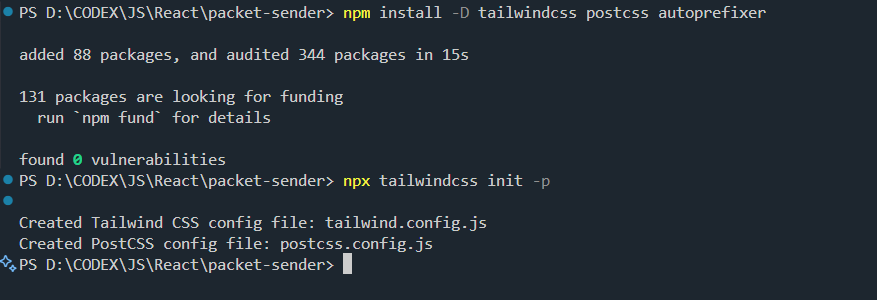 PS D:\CODEX\JS\React\packet-sender> npm install -D tailwindcss postcss autoprefixer
added 88 packages, and audited 344 packages in 15s
131 packages are looking for funding
  run `npm fund` for details
found 0 vulnerabilities
PS D:\CODEX\JS\React\packet-sender> npx tailwindcss init -p
Created Tailwind CSS config file: tailwind.config.js
Created PostCSS config file: postcss.config.js
PS D:\CODEX\JS\React\packet-sender>